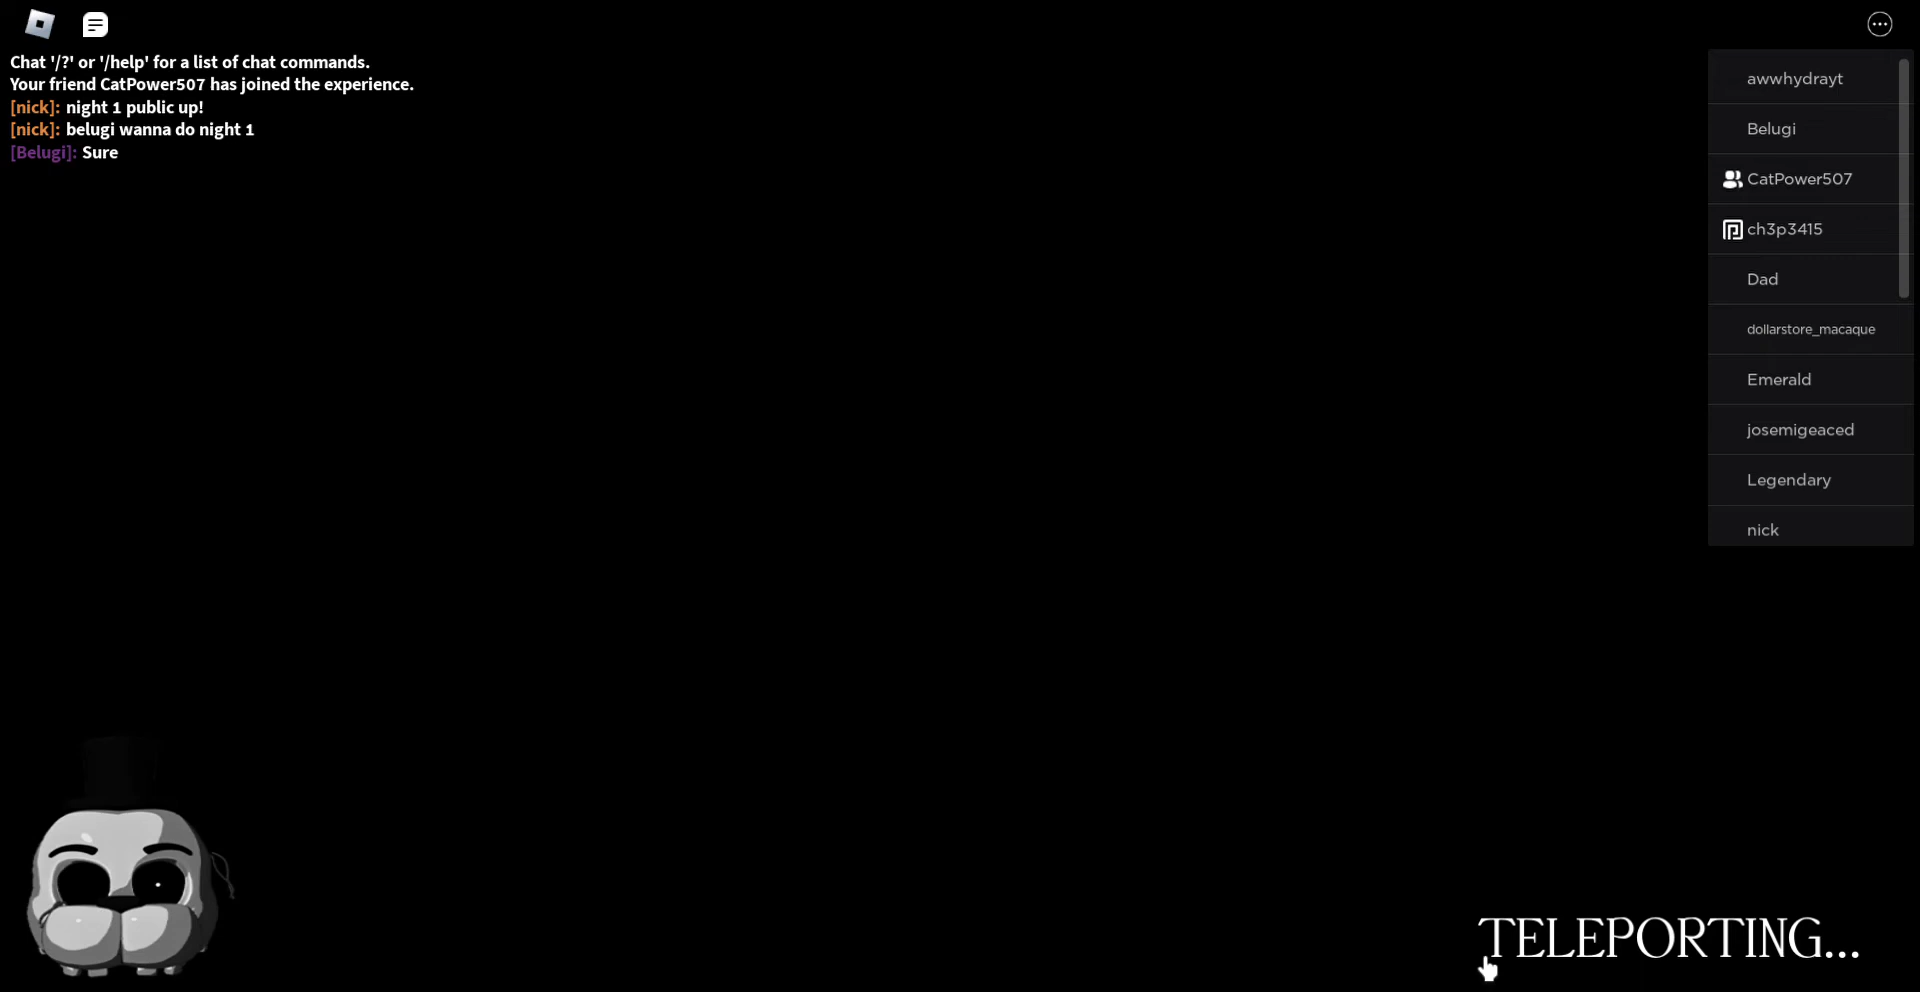 Chat '/?' or '/help' for a list of chat commands.
Your friend CatPower507 has joined the experience.
[nick]: night 1 public up!
[nick]: belugi wanna do night 1
[Belugi]: Sure
awwhydrayt
Belugi
CatPower507
ch3p3415
Dad
dollarstore_macaque
Emerald
josemigeaced
Legendary
nick
TELEPORTING...